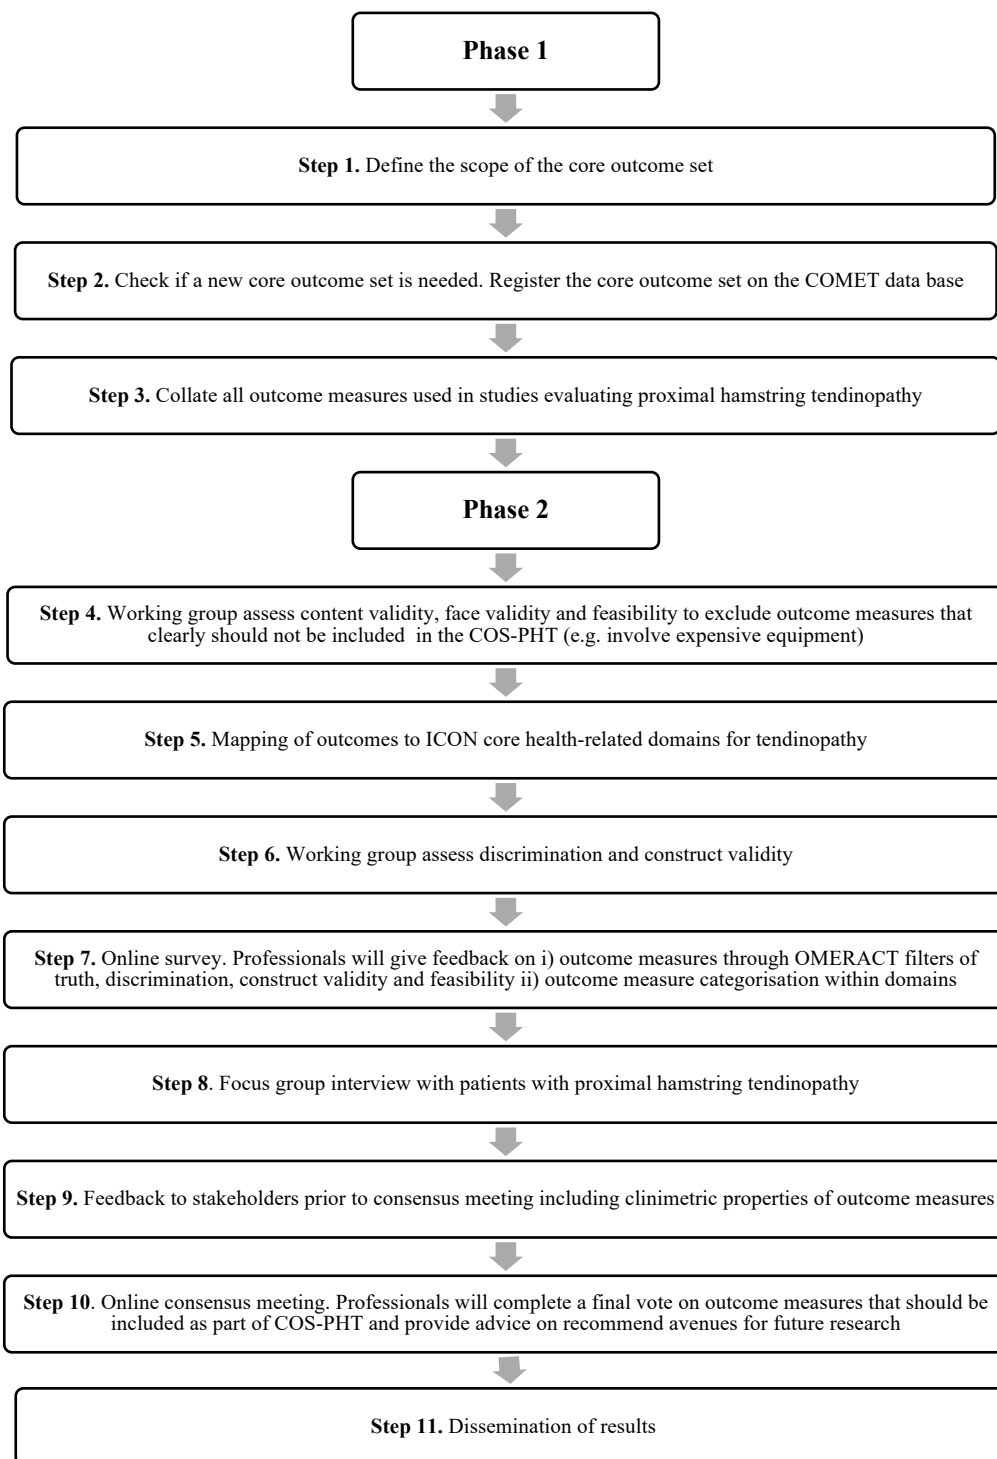 Phase 1
Step 1. Define the scope of the core outcome set
Step 2. Check if a new core outcome set is needed. Register the core outcome set on the COMET data base
Step 3. Collate all outcome measures used in studies evaluating proximal hamstring tendinopathy
Phase 2
Step 4. Working group assess content validity, face validity and feasibility to exclude outcome measures that
clearly should not be included in the COS-PHT (e.g. involve expensive equipment)
Step 5. Mapping of outcomes to ICON core health-related domains for tendinopathy
Step 6. Working group assess discrimination and construct validity
Step 7. Online survey. Professionals will give feedback on i) outcome measures through OMERACT filters of
truth, discrimination, construct validity and feasibility ii) outcome measure categorisation within domains
Step 8. Focus group interview with patients with proximal hamstring tendinopathy
Step 9. Feedback to stakeholders prior to consensus meeting including clinimetric properties of outcome measures
Step 10. Online consensus meeting. Professionals will complete a final vote on outcome measures that should be
included as part of COS-PHT and provide advice on recommend avenues for future research
Step 11. Dissemination of results